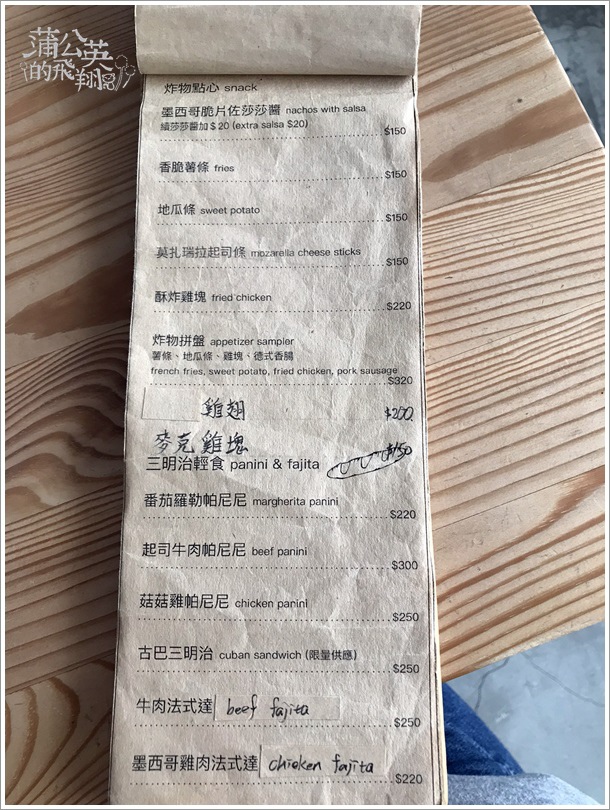 蒲公英
的飛翔
炸物點心 snack
墨西哥脆片佐莎莎醬 nachos with salsa
續莎莎醬加$20 (extra salsa $20)
$150
香脆薯條 fries
$150
地瓜條 sweet potato
$150
莫扎瑞拉起司條 mozarella cheese sticks
$150
酥炸雞塊 fried chicken
$220
炸物拼盤 appetizer sampler
薯條、地瓜條、雞塊、德式香腸
french fries, sweet potato, fried chicken, pork sausage
$320
雞翅 $200
麥克雞塊 $150
三明治輕食 panini & fajita
番茄羅勒帕尼尼 margherita panini
$220
起司牛肉帕尼尼 beef panini
$300
菇菇雞帕尼尼 chicken panini
$250
古巴三明治 cuban sandwich (限量供應)
$250
牛肉法式達 beef fajita
$250
墨西哥雞肉法式達 chicken fajita
$220